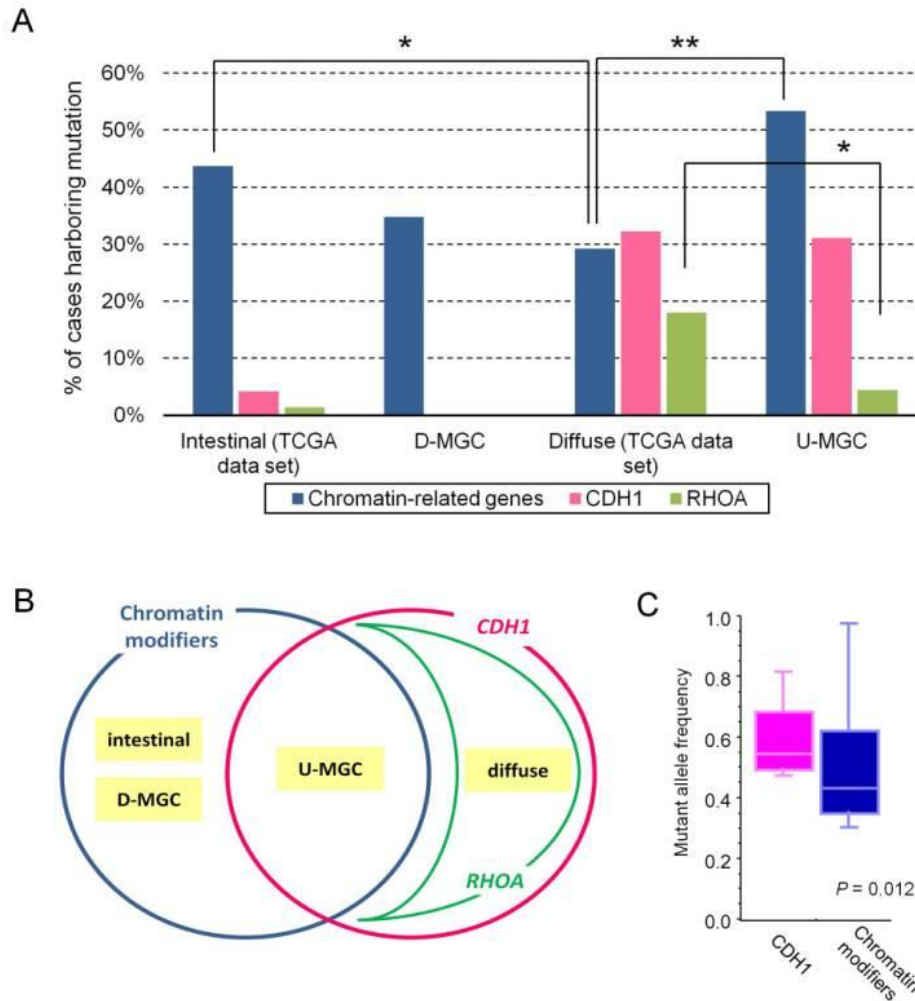 A
*
**
*
% of cases harboring mutation
60%
50%
40%
30%
20%
10%
0%
Intestinal (TCGA
data set)
D-MGC
Diffuse (TCGA data
set)
U-MGC
Chromatin-related genes
CDH1
RHOA
B
Chromatin
modifiers
CDH1
intestinal
D-MGC
U-MGC
diffuse
RHOA
C
Mutant allele frequency
1.0
0.8
0.6
0.4
0.2
0.0
P = 0.012
CDH1
Chromatin
modifiers